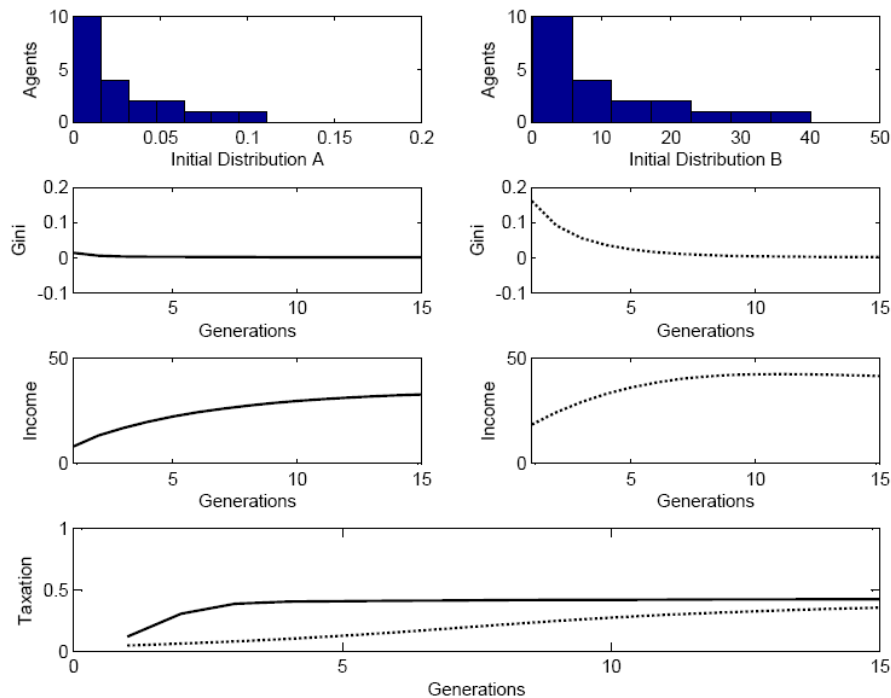 10
5
0
Agents
0 0.05 0.1 0.15 0.2
Initial Distribution A
10
5
0
Agents
0 10 20 30 40 50
Initial Distribution B
0.2
0.1
0
-0.1
Gini
5 10 15
Generations
0.2
0.1
0
-0.1
Gini
5 10 15
Generations
50
0
Income
5 10 15
Generations
50
0
Income
5 10 15
Generations
1
0.5
0
Taxation
0 5 10 15
Generations